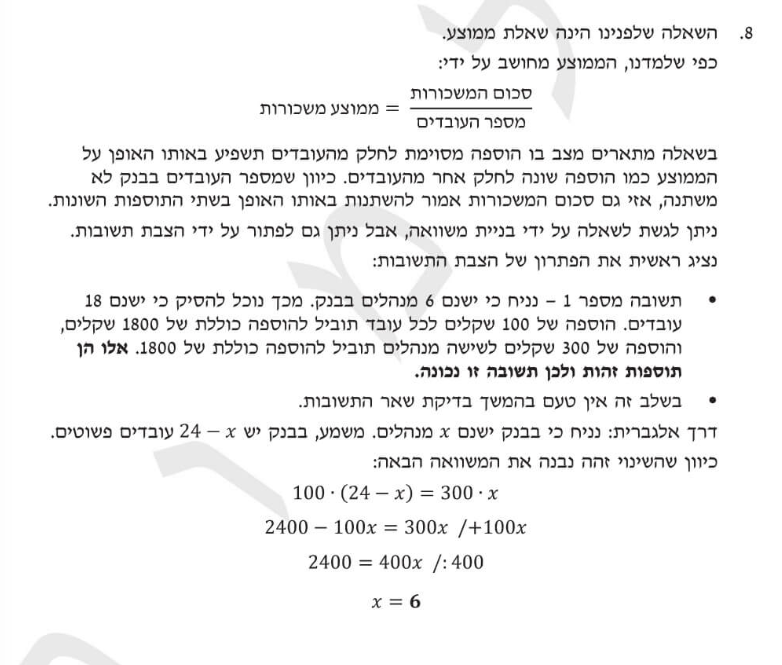 8. השאלה שלפנינו הינה שאלת ממוצע.
כפי שלמדנו, הממוצע מחושב על ידי:
ממוצע משכורות = סכום המשכורות / מספר העובדים
בשאלה מתארים מצב בו הוספה מסוימת לחלק מהעובדים תשפיע באותו האופן על
הממוצע כמו הוספה שונה לחלק אחר מהעובדים. כיוון שמספר העובדים בבנק לא
משתנה, אזי גם סכום המשכורות אמור להשתנות באותו האופן בשתי התוספות השונות.
ניתן לגשת לשאלה על ידי בניית משוואה, אבל ניתן גם לפתור על ידי הצבת תשובות.
נציג ראשית את הפתרון של הצבת התשובות:
• תשובה מספר 1 – נניח כי ישנם 6 מנהלים בבנק. מכך נוכל להסיק כי ישנם 18
עובדים. הוספה של 100 שקלים לכל עובד תוביל להוספה כוללת של 1800 שקלים,
והוספה של 300 שקלים לשישה מנהלים תוביל להוספה כוללת של 1800. אלו הן
תוספות זהות ולכן תשובה זו נכונה.
• בשלב זה אין טעם בהמשך בדיקת שאר התשובות.
דרך אלגברית: נניח כי בבנק ישנם x מנהלים. משמע, בבנק יש 24 − x עובדים פשוטים.
כיוון שהשינוי זהה נבנה את המשוואה הבאה:
100 · (24 − x) = 300 · x
2400 − 100x = 300x /+100x
2400 = 400x /: 400
x = 6